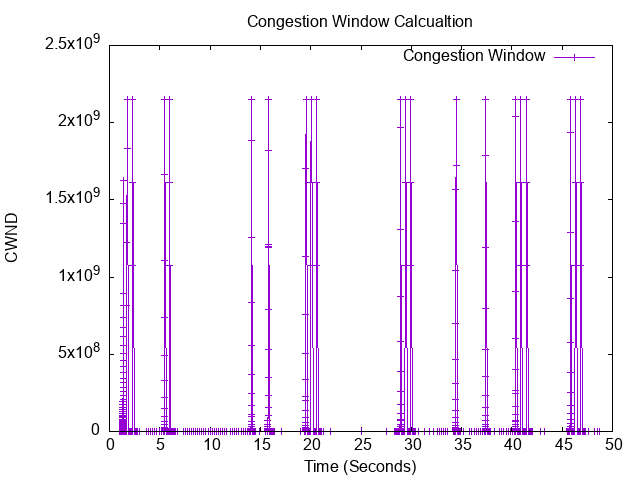 Congestion Window Calcualtion
Congestion Window
2.5x10^9
2x10^9
1.5x10^9
1x10^9
5x10^8
0
CWND
0 5 10 15 20 25 30 35 40 45 50
Time (Seconds)